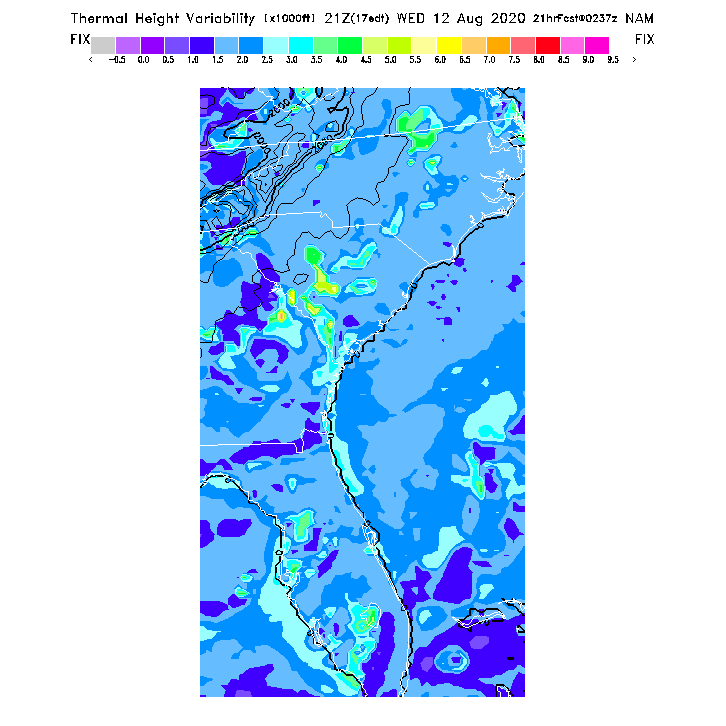 Thermal Height Variability [x1000ft] 21Z(17edt) WED 12 Aug 2020 21hrFcst@0237z NAM
FIX FIX
< -0.5 0.0 0.5 1.0 1.5 2.0 2.5 3.0 3.5 4.0 4.5 5.0 5.5 6.0 6.5 7.0 7.5 8.0 8.5 9.0 9.5 >
2000
2000